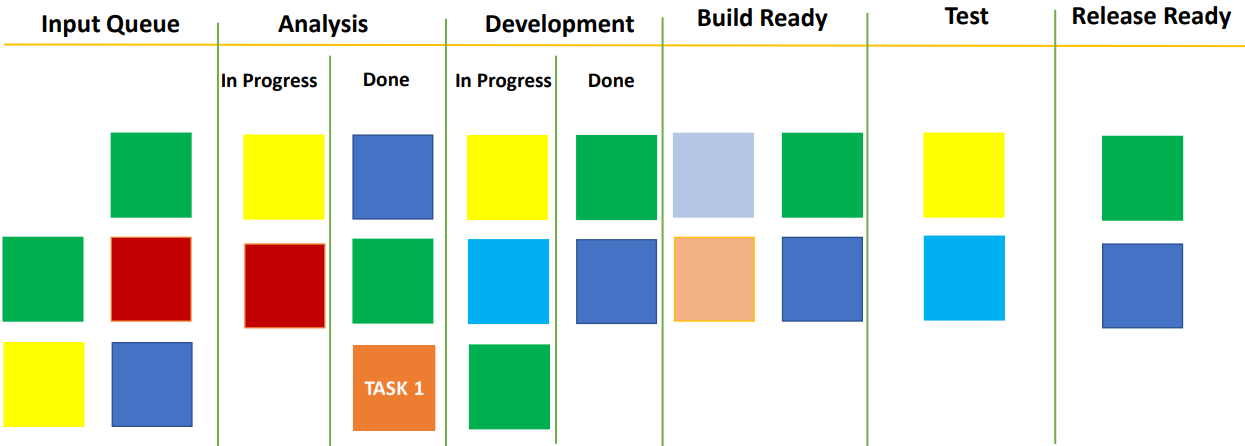 Input Queue
Analysis
Development
Build Ready
Test
Release Ready
In Progress
Done
In Progress
Done
TASK 1